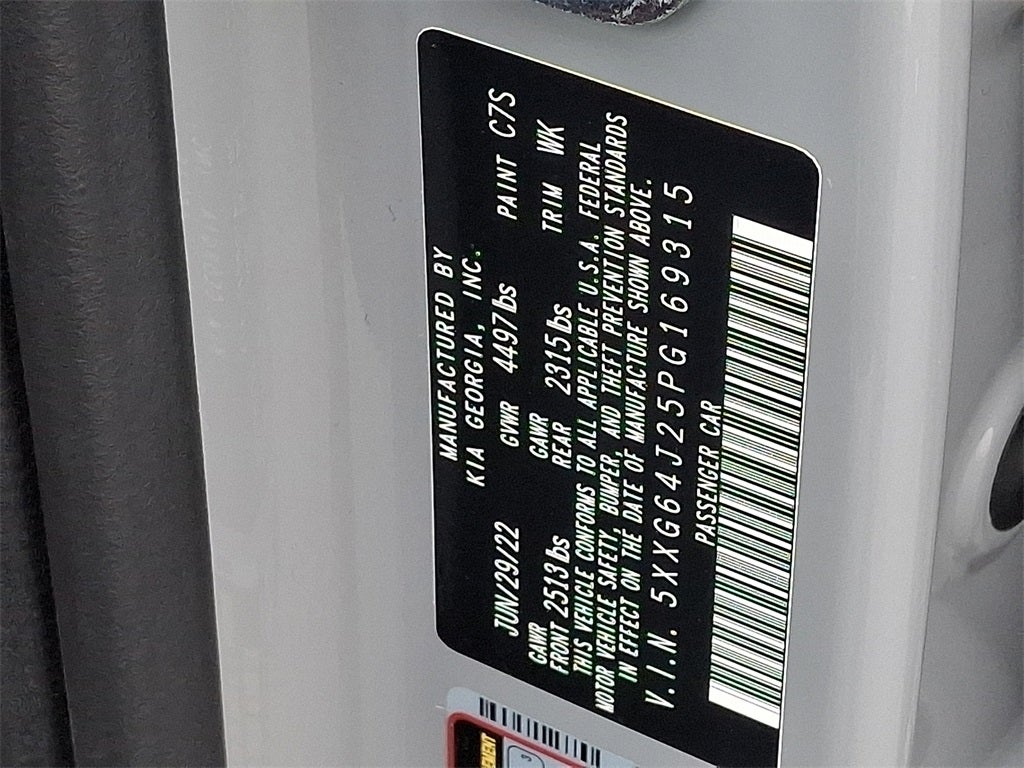 MANUFACTURED BY
KIA GEORGIA, INC.
JUN/29/22 GVWR 4497lbs PAINT C7S
GAWR FRONT 2513lbs GAWR REAR 2315lbs TRIM WK
THIS VEHICLE CONFORMS TO ALL APPLICABLE U.S.A. FEDERAL
MOTOR VEHICLE SAFETY, BUMPER, AND THEFT PREVENTION STANDARDS
IN EFFECT ON THE DATE OF MANUFACTURE SHOWN ABOVE.
V.I.N. 5XXG64J25PG169315
PASSENGER CAR